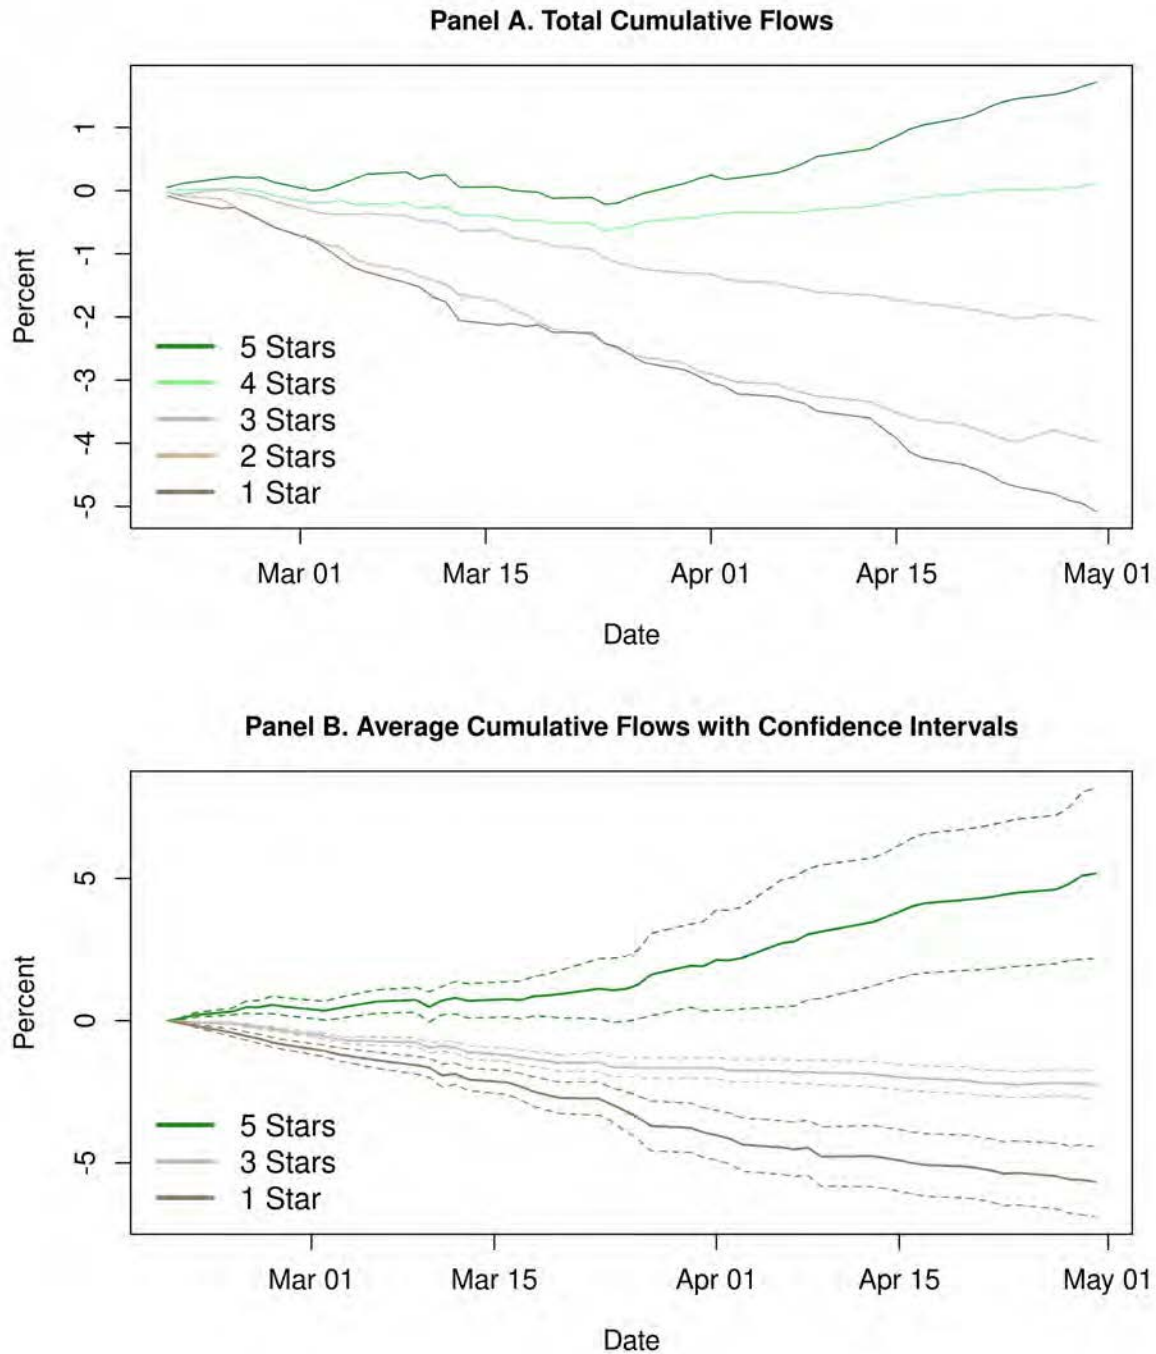 Panel A. Total Cumulative Flows
1
0
-1
-2
-3
-4
-5
Percent
5 Stars
4 Stars
3 Stars
2 Stars
1 Star
Mar 01
Mar 15
Apr 01
Apr 15
May 01
Date
Panel B. Average Cumulative Flows with Confidence Intervals
5
0
-5
Percent
5 Stars
3 Stars
1 Star
Mar 01
Mar 15
Apr 01
Apr 15
May 01
Date